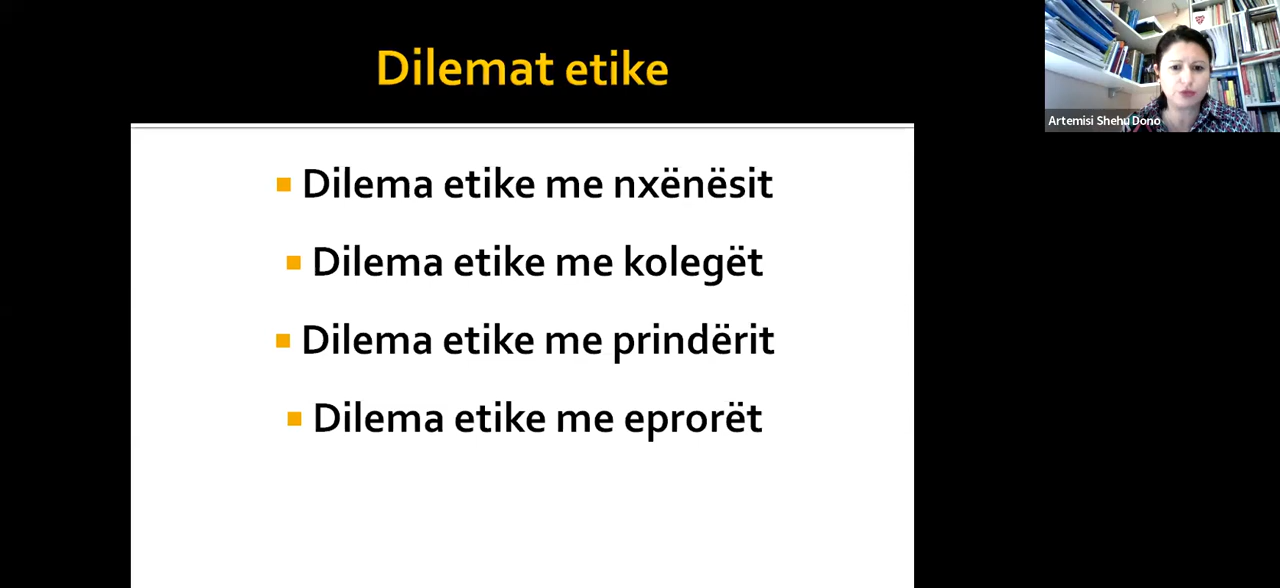 Dilemat etike
Artemisi Shehu Dono
Dilema etike me nxënësit
Dilema etike me kolegët
Dilema etike me prindërit
Dilema etike me eprorët